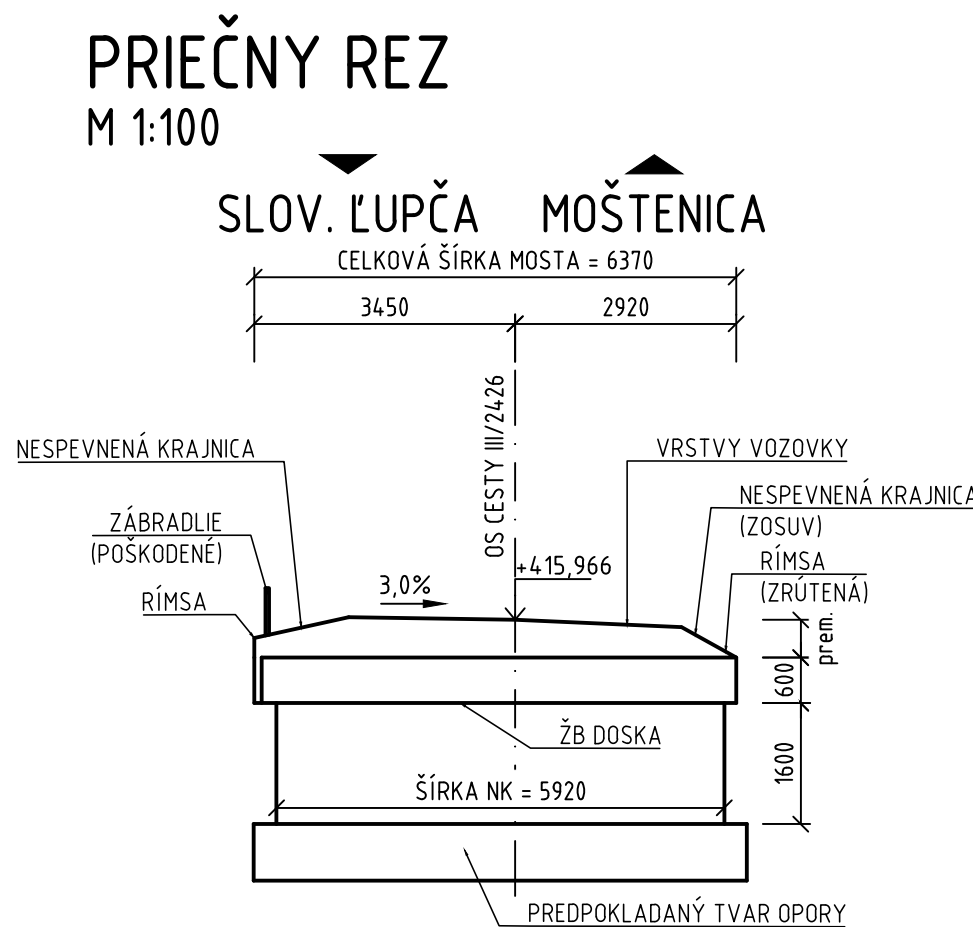 PRIEČNY REZ
M 1:100
SLOV. ĽUPČA MOŠTENICA
CELKOVÁ ŠÍRKA MOSTA = 6370
3450 2920
OS CESTY III/2426
NESPEVNENÁ KRAJNICA
VRSTVY VOZOVKY
NESPEVNENÁ KRAJNICA
(ZOSUV)
ZÁBRADLIE
(POŠKODENÉ)
RÍMSA
(ZRÚTENÁ)
+415,966
3,0%
RÍMSA
prem.
600
ŽB DOSKA
1600
ŠÍRKA NK = 5920
PREDPOKLADANÝ TVAR OPORY